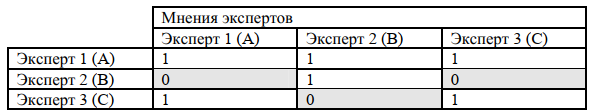 Мнения экспертов
Эксперт 1 (A) Эксперт 2 (B) Эксперт 3 (C)
Эксперт 1 (A) 1 1 1
Эксперт 2 (B) 0 1 0
Эксперт 3 (C) 1 0 1